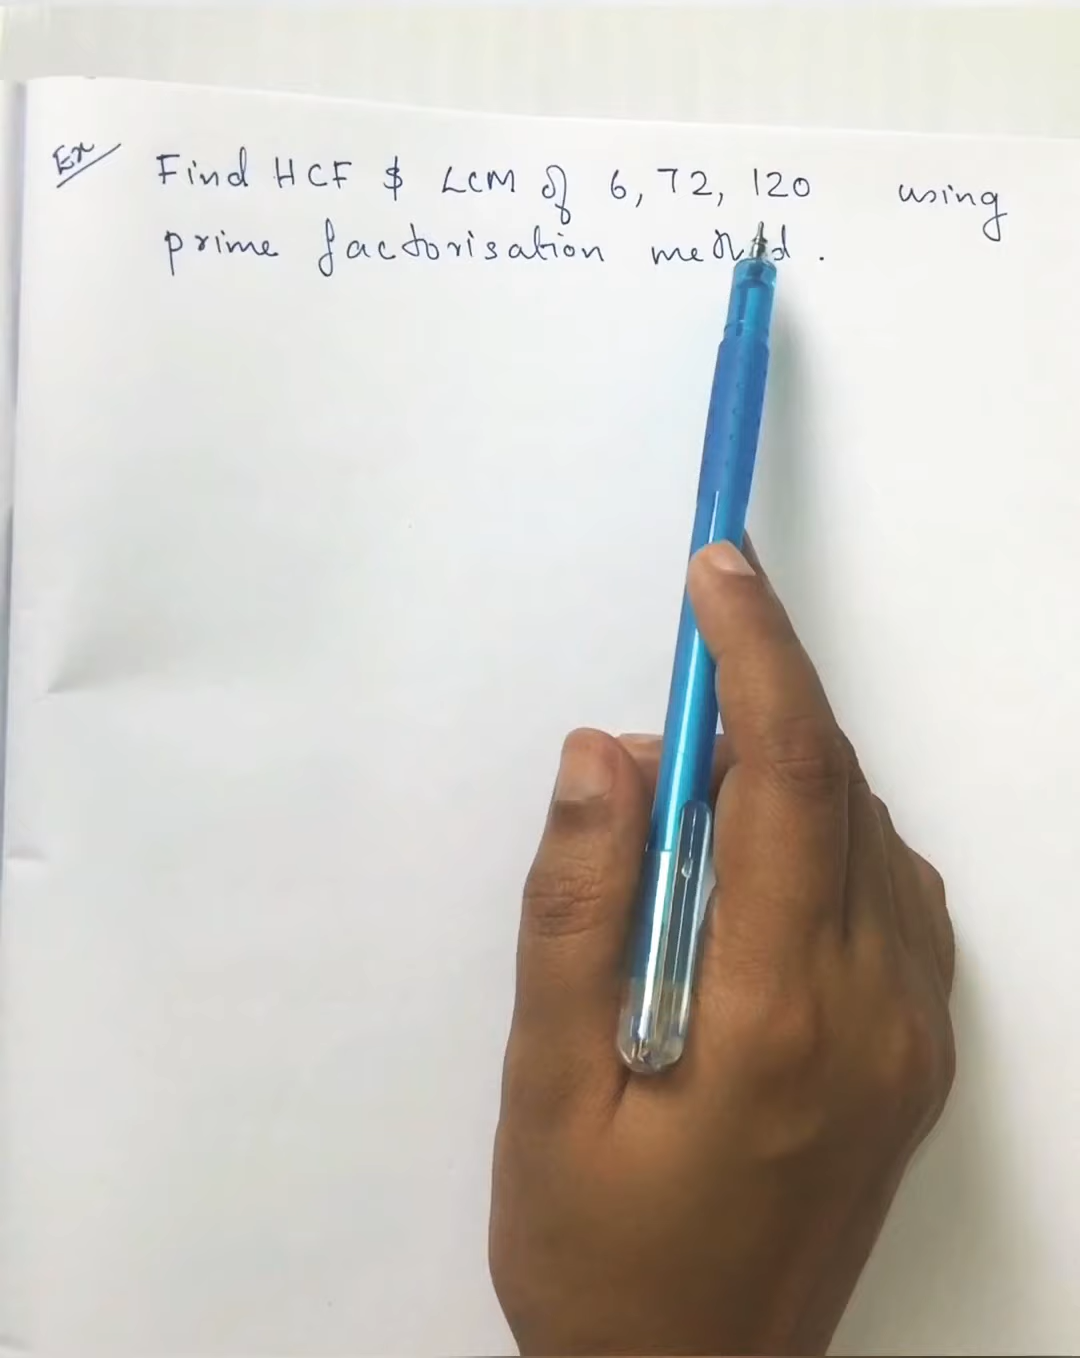 Ex Find HCF & LCM of 6, 72, 120 using
prime factorisation method.